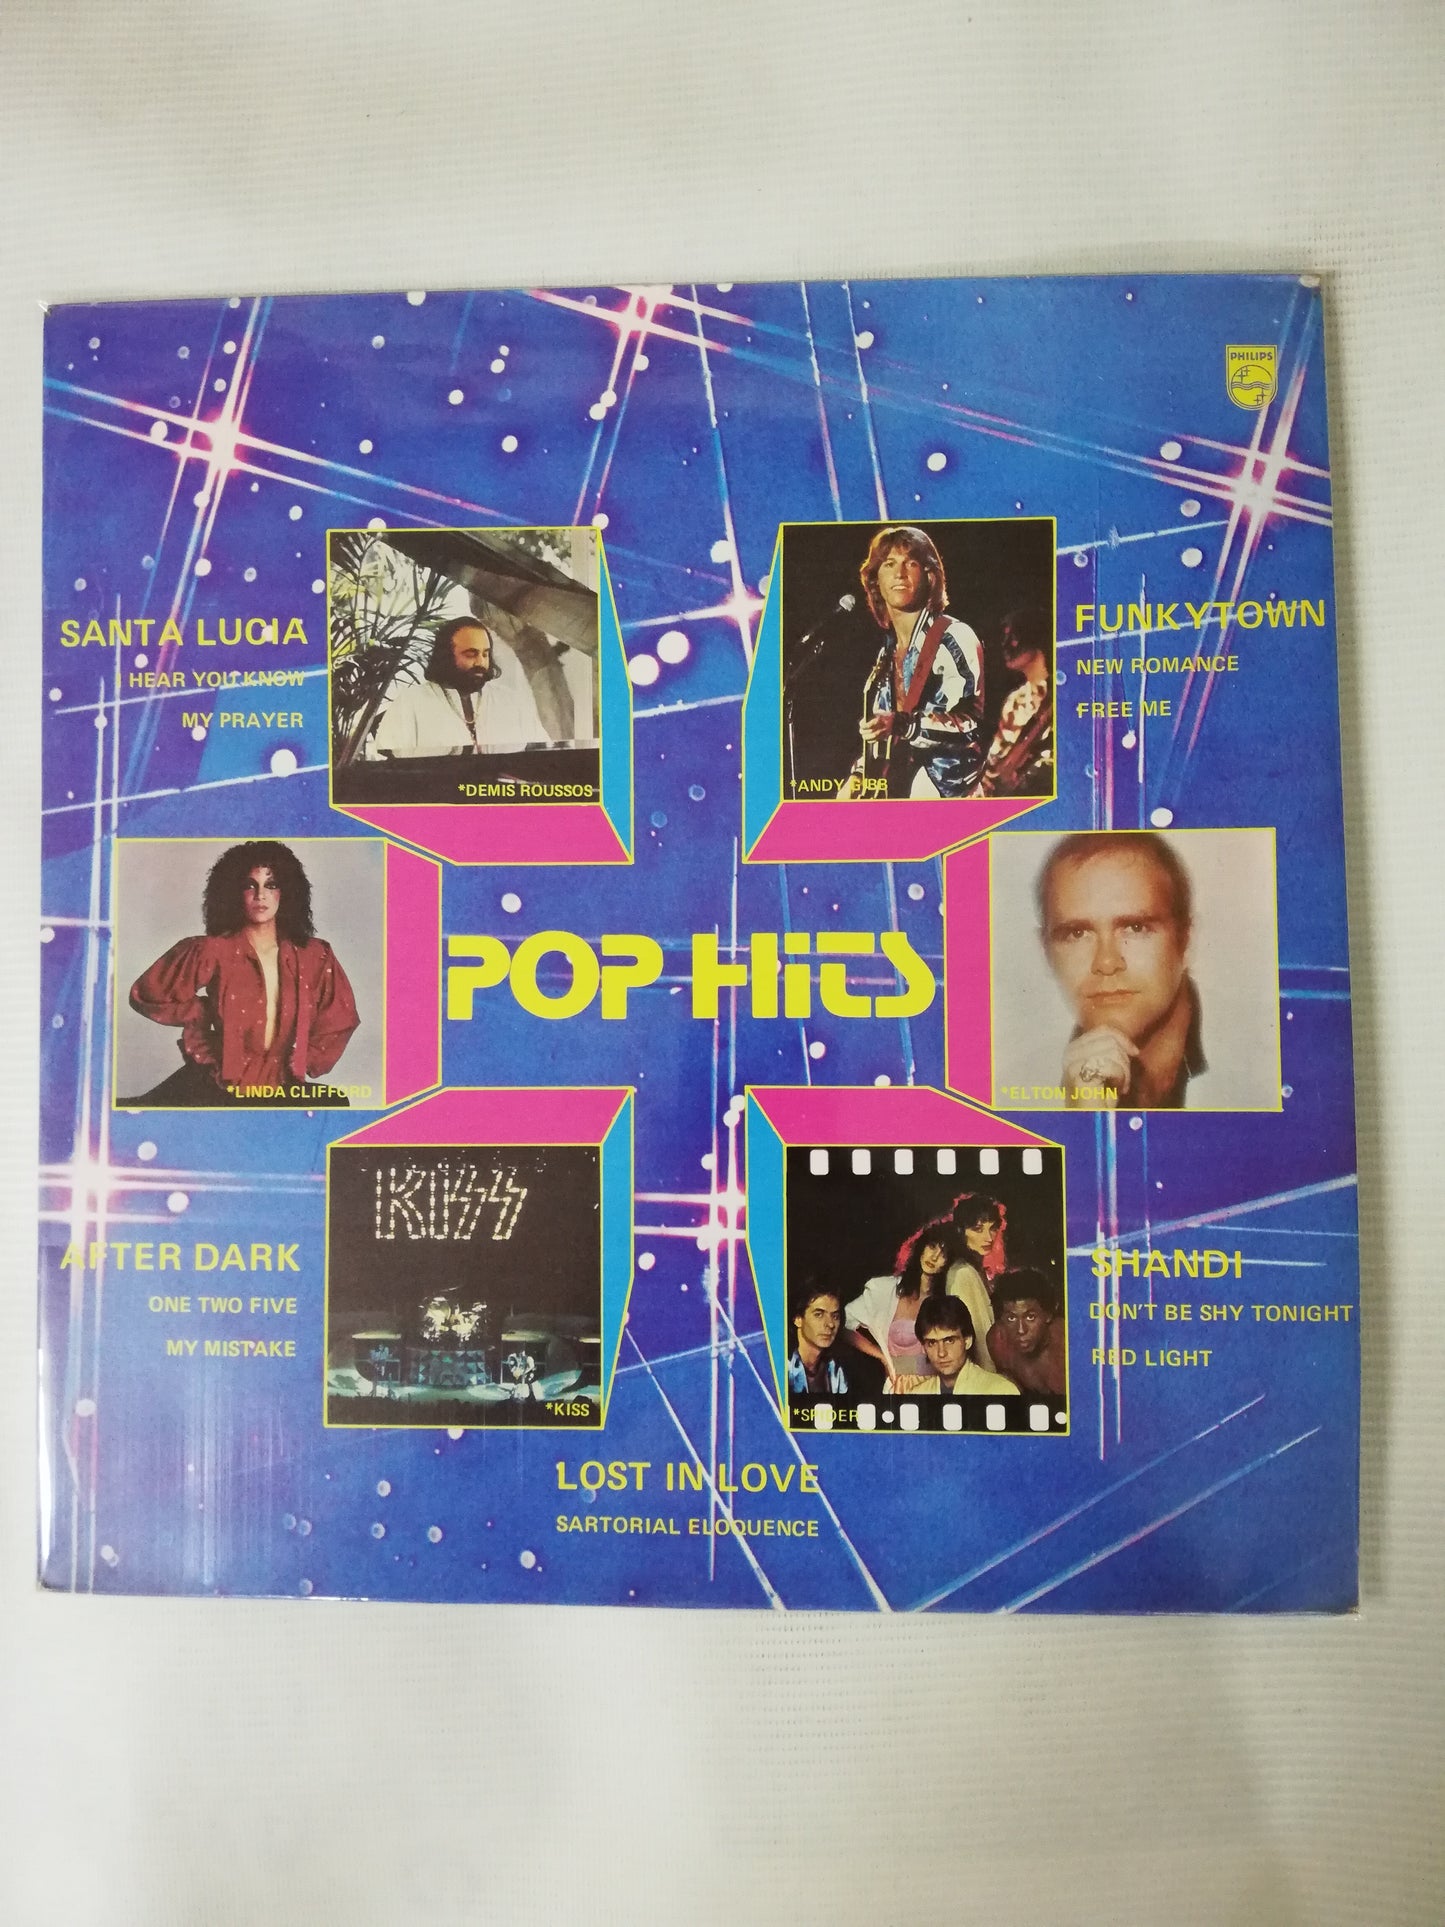 PHILIPS
SANTA LUCIA
I HEAR YOU KNOW
MY PRAYER
*DEMIS ROUSSOS
*ANDY GIBB
FUNKYTOWN
NEW ROMANCE
FREE ME
*LINDA CLIFFORD
POP HITS
*ELTON JOHN
AFTER DARK
ONE TWO FIVE
MY MISTAKE
KISS
*KISS
*SPIDER
SHANDI
DON'T BE SHY TONIGHT
RED LIGHT
LOST IN LOVE
SARTORIAL ELOQUENCE